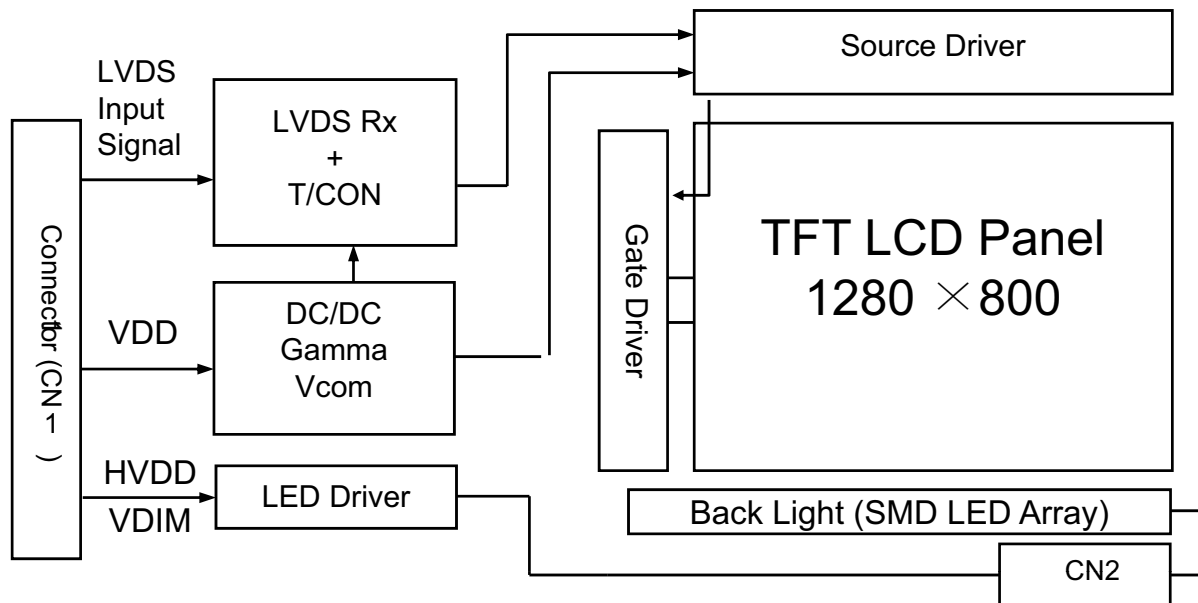 LVDS
Input
Signal
Connector (CN1)
LVDS Rx
+
T/CON
Source Driver
VDD
DC/DC
Gamma
Vcom
Gate Driver
TFT LCD Panel
1280 ×800
HVDD
VDIM
LED Driver
Back Light (SMD LED Array)
CN2